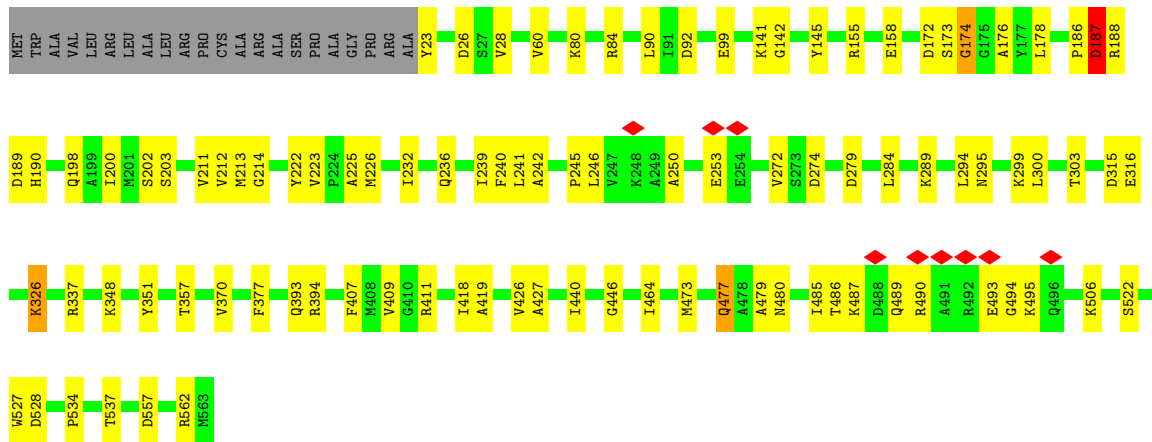 MET TRP ALA VAL LEU ARG LEU LEU ALA LEU ARG PRO CYS ALA ARG ALA SER PRO ALA GLY PRO ARG ALA Y23 D26 S27 V28 V60 K80 R84 L90 I91 D92 E99 K141 G142 Y145 R155 E158 D172 S173 G174 G175 A176 Y177 L178 P186 D187 R188
D189 H190 Q198 A199 I200 M201 S202 S203 V211 V212 M213 G214 Y222 V223 P224 A225 M226 I232 Q236 I239 F240 L241 A242 P245 L246 V247 K248 A249 A250 E253 E254 V272 S273 D274 D279 L284 K289 L294 N295 K299 L300 T303 D315 E316
K326 R337 K348 Y351 T357 V370 F377 Q393 R394 F407 M408 V409 G410 R411 I418 A419 V426 A427 I440 G446 I464 M473 Q477 A478 A479 N480 I485 T486 K487 D488 Q489 R490 A491 R492 E493 G494 K495 Q496 K506 S522
W527 D528 P534 T537 D557 R562 M563